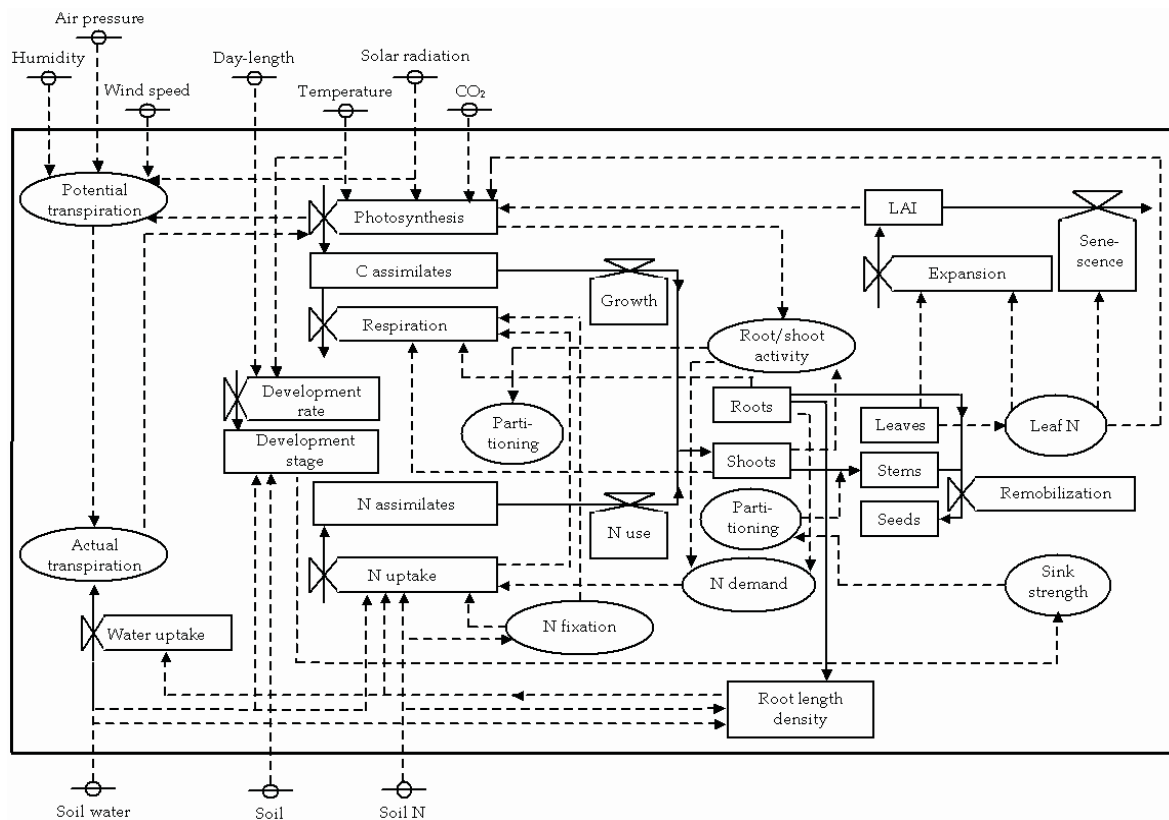 Air pressure
Humidity
Day-length
Solar radiation
Wind speed
Temperature
CO₂
Potential
transpiration
Photosynthesis
LAI
Sene-
scence
C assimilates
Expansion
Growth
Respiration
Root/shoot
activity
Development
rate
Roots
Parti-
tioning
Leaves
Leaf N
Development
stage
Shoots
Stems
N assimilates
Remobilization
Parti-
tioning
Seeds
N use
Actual
transpiration
N uptake
N demand
Sink
strength
N fixation
Water uptake
Root length
density
Soil water
Soil
Soil N